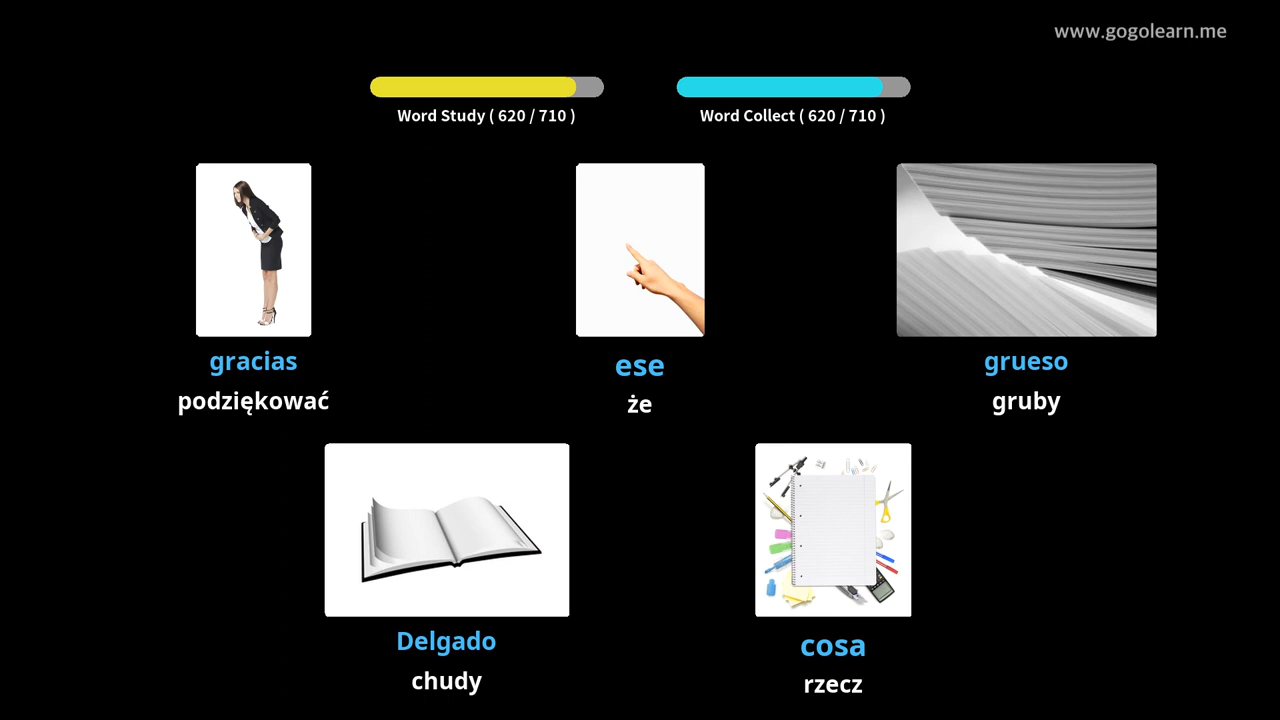 www.gogolearn.me
Word Study ( 620 / 710 )
Word Collect ( 620 / 710 )
gracias
podziękować
ese
że
grueso
gruby
Delgado
chudy
cosa
rzecz